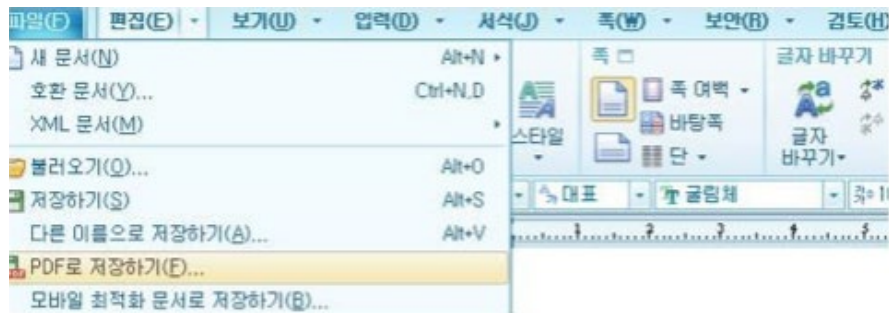 파일(F) 편집(E) 보기(U) 입력(D) 서식(J) 쪽(W) 보안(R) 검토(H)
새 문서(N) Alt+N
호환 문서(Y)... Ctrl+N,D
XML 문서(M)
불러오기(O)... Alt+O
저장하기(S) Alt+S
다른 이름으로 저장하기(A)... Alt+V
PDF로 저장하기(F)...
모바일 최적화 문서로 저장하기(B)...
쪽 글자 바꾸기
스타일
쪽 여백
바탕쪽
단
글자
바꾸기
대표 굴림체
1 2 3 4 5